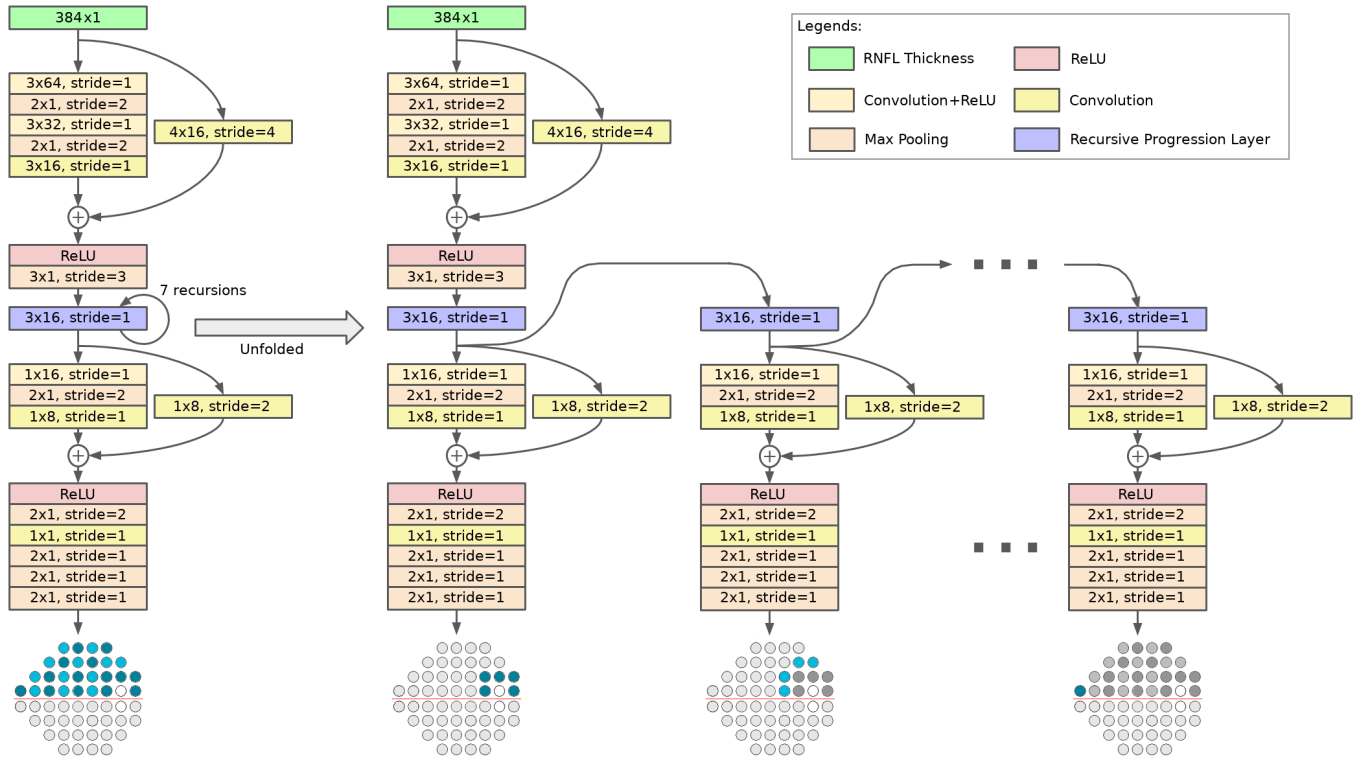 384x1
3x64, stride=1
2x1, stride=2
3x32, stride=1
2x1, stride=2
3x16, stride=1
4x16, stride=4
+
ReLU
3x1, stride=3
7 recursions
3x16, stride=1
1x16, stride=1
2x1, stride=2
1x8, stride=1
1x8, stride=2
+
ReLU
2x1, stride=2
1x1, stride=1
2x1, stride=1
2x1, stride=1
2x1, stride=1
Unfolded
384x1
3x64, stride=1
2x1, stride=2
3x32, stride=1
2x1, stride=2
3x16, stride=1
4x16, stride=4
+
ReLU
3x1, stride=3
3x16, stride=1
1x16, stride=1
2x1, stride=2
1x8, stride=1
1x8, stride=2
+
ReLU
2x1, stride=2
1x1, stride=1
2x1, stride=1
2x1, stride=1
2x1, stride=1
3x16, stride=1
1x16, stride=1
2x1, stride=2
1x8, stride=1
1x8, stride=2
+
ReLU
2x1, stride=2
1x1, stride=1
2x1, stride=1
2x1, stride=1
2x1, stride=1
3x16, stride=1
1x16, stride=1
2x1, stride=2
1x8, stride=1
1x8, stride=2
+
ReLU
2x1, stride=2
1x1, stride=1
2x1, stride=1
2x1, stride=1
2x1, stride=1
Legends:
RNFL Thickness
ReLU
Convolution+ReLU
Convolution
Max Pooling
Recursive Progression Layer